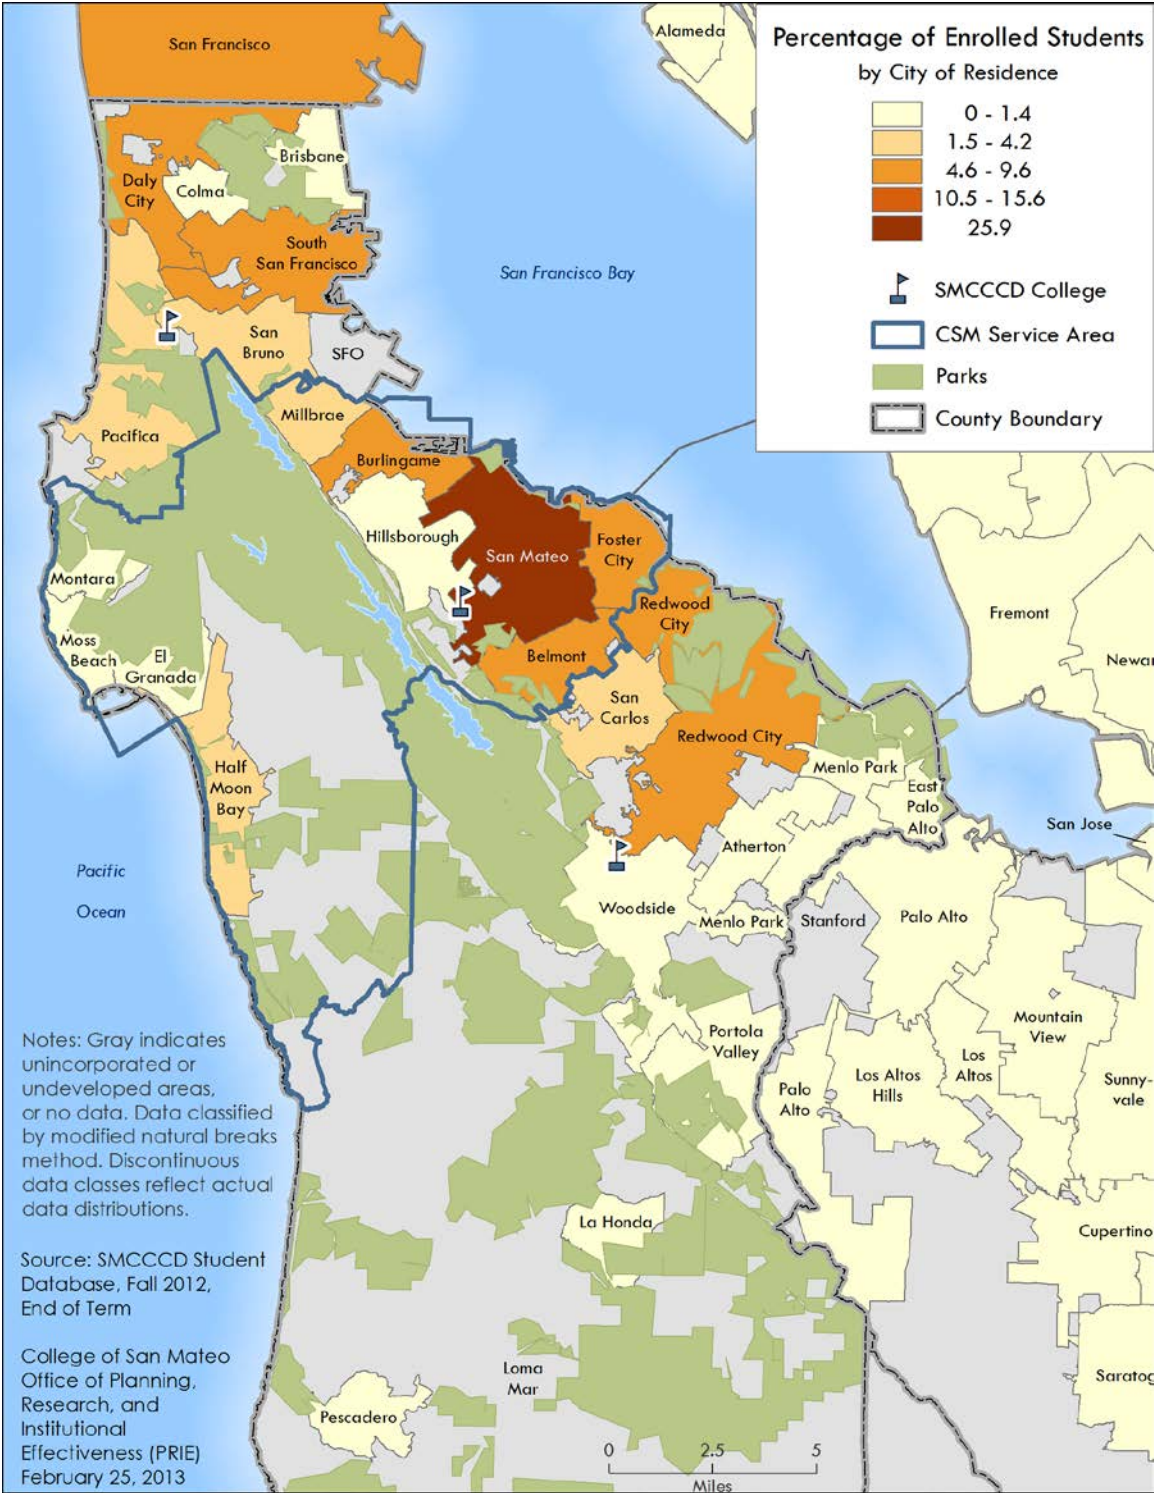 San Francisco
Alameda
Percentage of Enrolled Students
by City of Residence
0 - 1.4
1.5 - 4.2
4.6 - 9.6
10.5 - 15.6
25.9
SMCCCD College
CSM Service Area
Parks
County Boundary
Brisbane
Daly
City
Colma
South
San Francisco
San Francisco Bay
San
Bruno
SFO
Millbrae
Pacifica
Burlingame
Hillsborough
San Mateo
Foster
City
Montara
Redwood
City
Fremont
Moss
Beach
El
Granada
Belmont
Newar
San
Carlos
Redwood City
Half
Moon
Bay
Menlo Park
East
Palo
Alto
San Jose
Atherton
Pacific
Ocean
Woodside
Menlo Park
Stanford
Palo Alto
Mountain
View
Portola
Valley
Los
Altos
Los Altos
Hills
Palo
Alto
Sunny-
vale
Notes: Gray indicates
unincorporated or
undeveloped areas,
or no data. Data classified
by modified natural breaks
method. Discontinuous
data classes reflect actual
data distributions.
La Honda
Cupertino
Source: SMCCCD Student
Database, Fall 2012,
End of Term
College of San Mateo
Office of Planning,
Research, and
Institutional
Effectiveness (PRIE)
February 25, 2013
Loma
Mar
Saratog
Pescadero
0 2.5 5
Miles